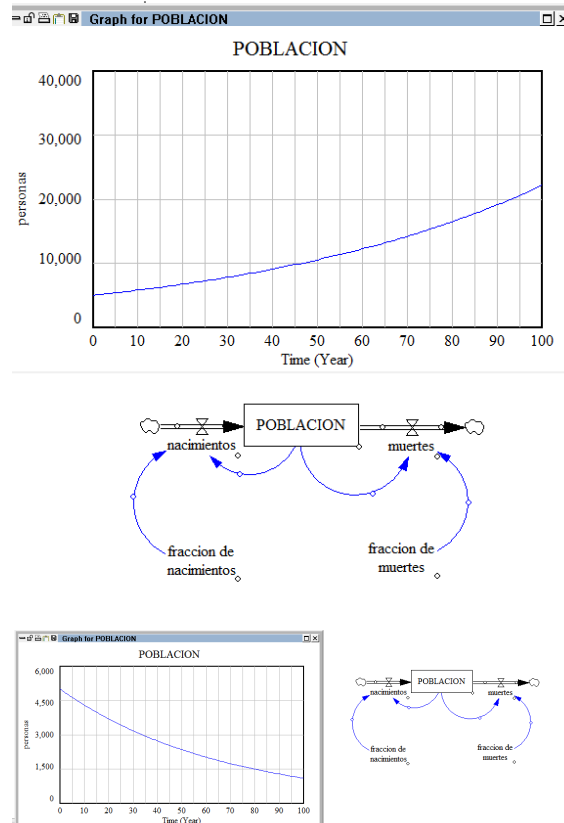 Graph for POBLACION
POBLACION
40,000
30,000
20,000
10,000
0
personas
0 10 20 30 40 50 60 70 80 90 100
Time (Year)
POBLACION
nacimientos
muertes
fraccion de
nacimientos
fraccion de
muertes
Graph for POBLACION
POBLACION
6,000
4,500
3,000
1,500
0
personas
0 10 20 30 40 50 60 70 80 90 100
Time (Year)
POBLACION
nacimientos
muertes
fraccion de
nacimientos
fraccion de
muertes